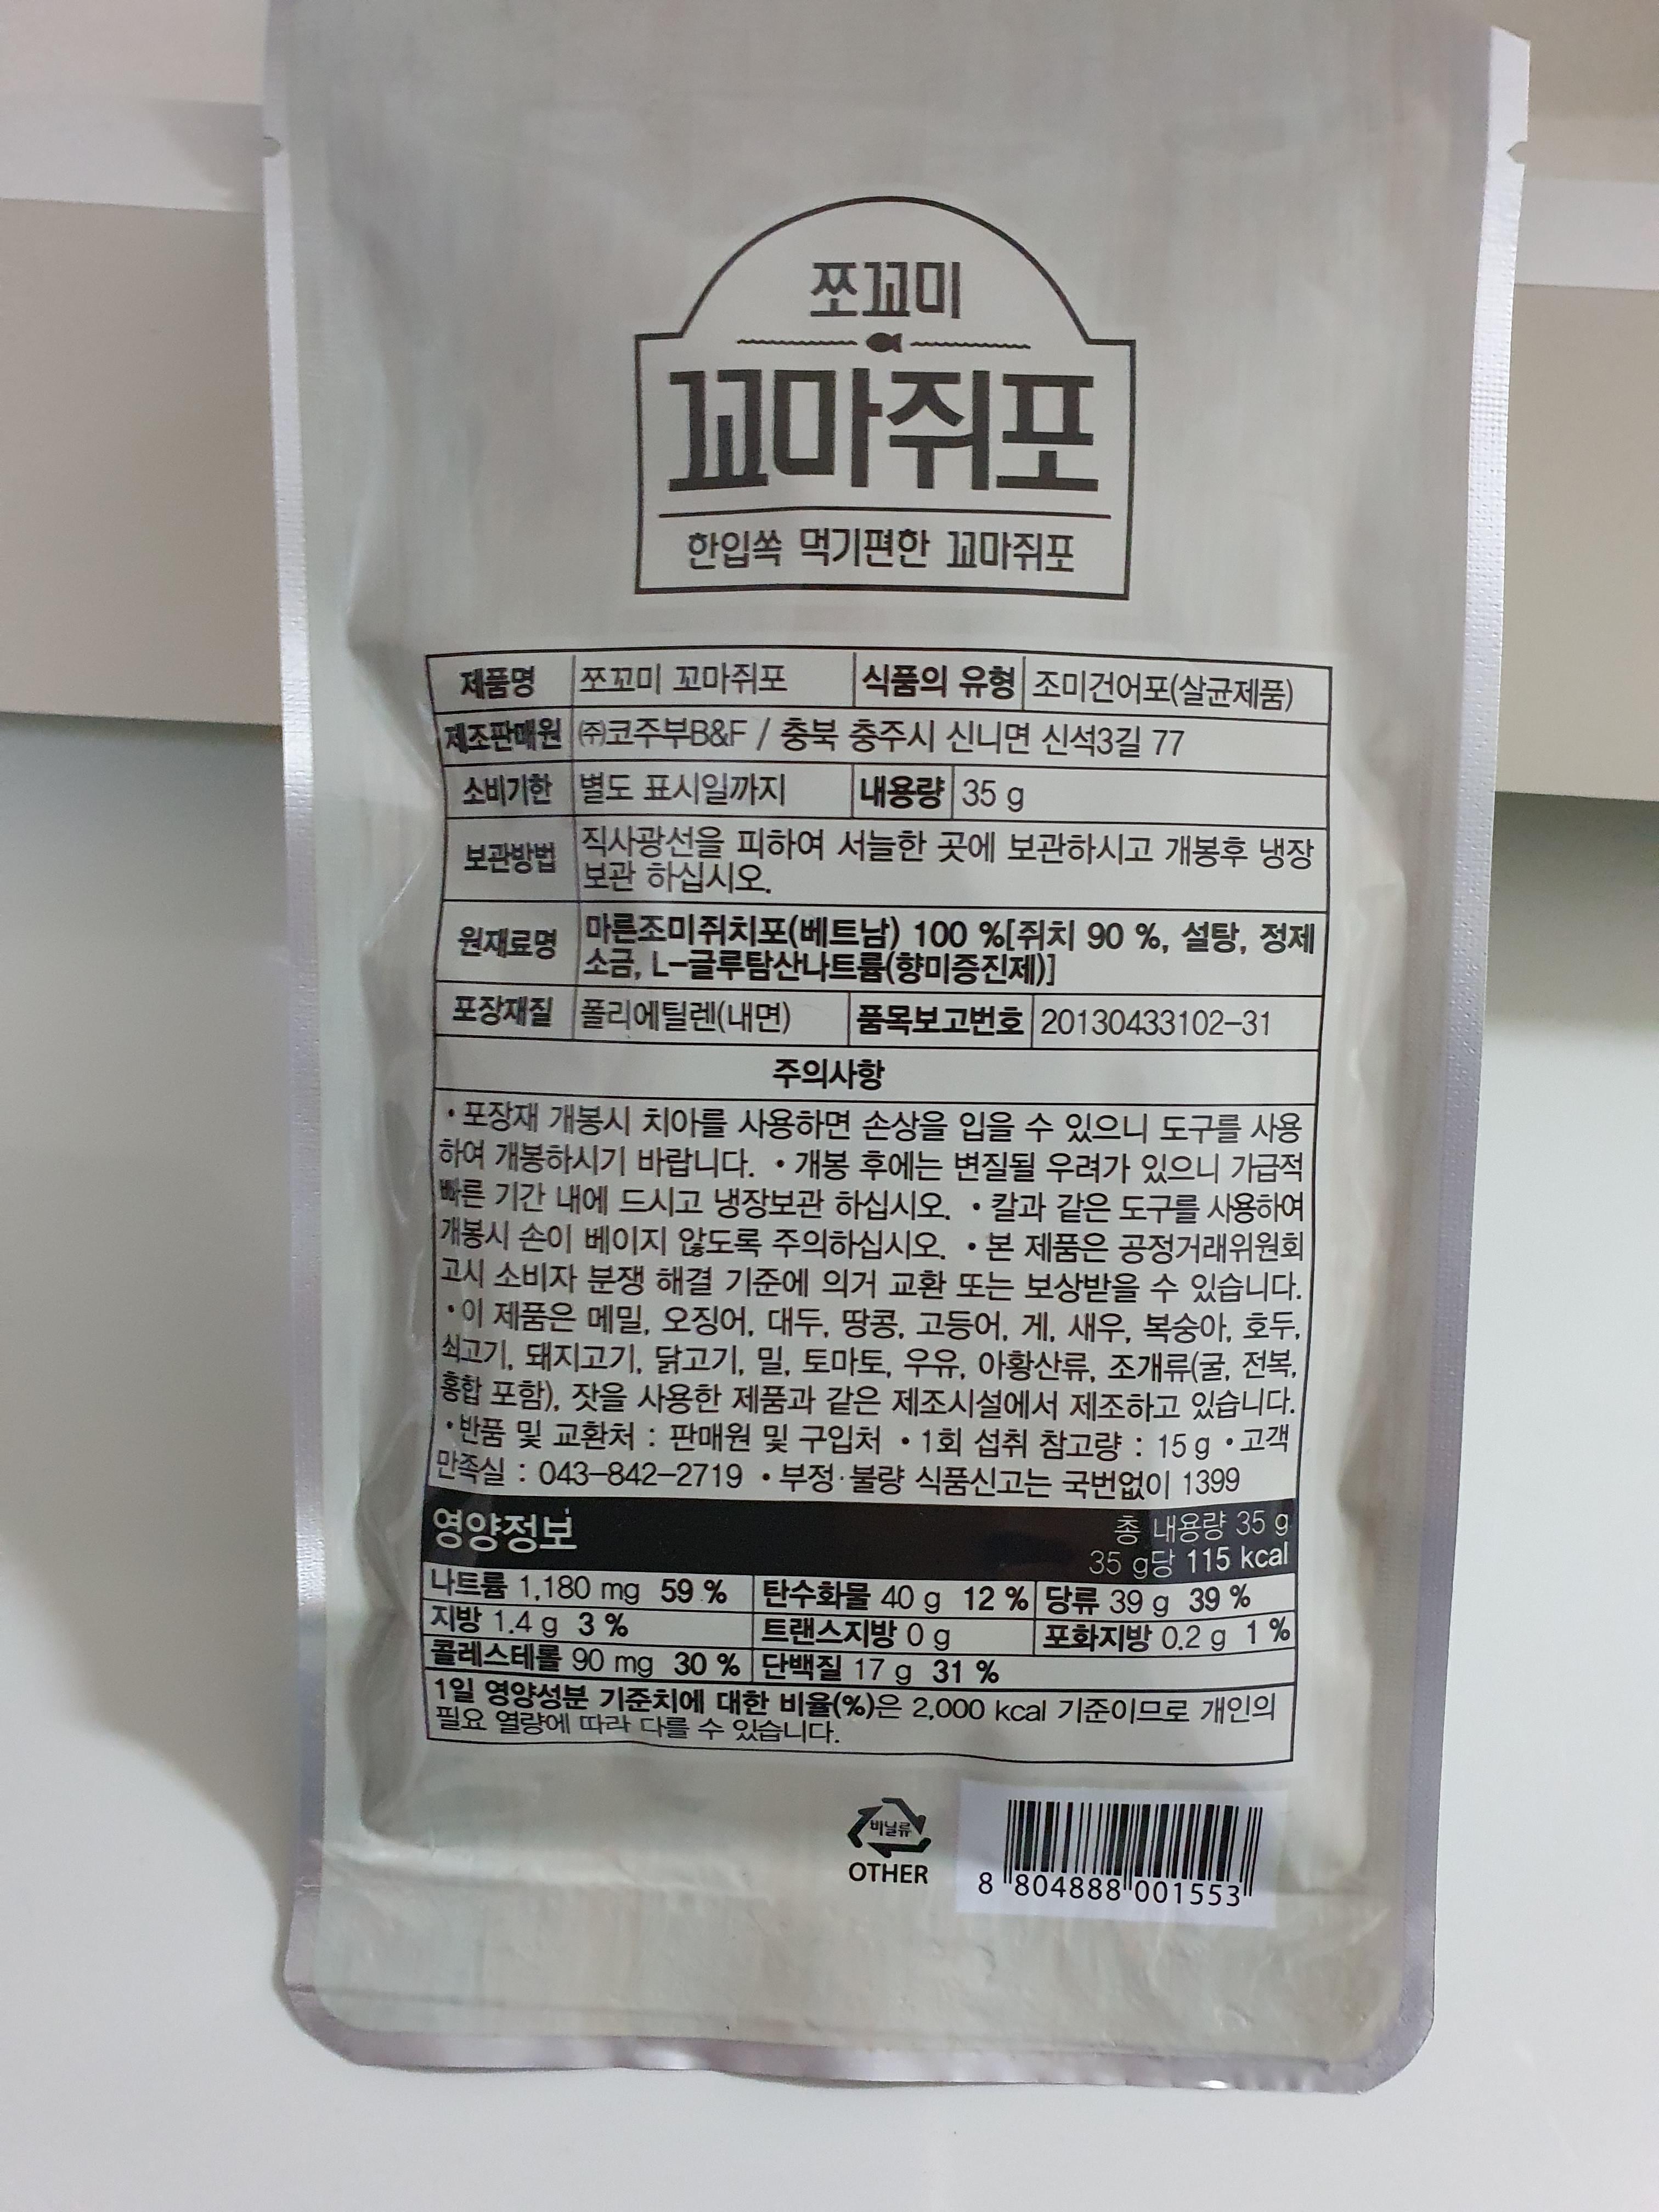 쪼꼬미
꼬마쥐포
한입쏙 먹기편한 꼬마쥐포
제품명 쪼꼬미 꼬마쥐포 식품의 유형 조미건어포(살균제품)
제조판매원 ㈜코주부B&F / 충북 충주시 신니면 신석3길 77
소비기한 별도 표시일까지 내용량 35 g
보관방법 직사광선을 피하여 서늘한 곳에 보관하시고 개봉후 냉장
보관 하십시오.
원재료명 마른조미쥐치포(베트남) 100 %[쥐치 90 %, 설탕, 정제
소금, L-글루탐산나트륨(향미증진제)]
포장재질 폴리에틸렌(내면) 품목보고번호 20130433102-31
주의사항
• 포장재 개봉시 치아를 사용하면 손상을 입을 수 있으니 도구를 사용
하여 개봉하시기 바랍니다. • 개봉 후에는 변질될 우려가 있으니 가급적
빠른 기간 내에 드시고 냉장보관 하십시오. • 칼과 같은 도구를 사용하여
개봉시 손이 베이지 않도록 주의하십시오. • 본 제품은 공정거래위원회
고시 소비자 분쟁 해결 기준에 의거 교환 또는 보상받을 수 있습니다.
• 이 제품은 메밀, 오징어, 대두, 땅콩, 고등어, 게, 새우, 복숭아, 호두,
쇠고기, 돼지고기, 닭고기, 밀, 토마토, 우유, 아황산류, 조개류(굴, 전복,
홍합 포함), 잣을 사용한 제품과 같은 제조시설에서 제조하고 있습니다.
• 반품 및 교환처 : 판매원 및 구입처 • 1회 섭취 참고량 : 15 g • 고객
만족실 : 043-842-2719 • 부정·불량 식품신고는 국번없이 1399
영양정보 총 내용량 35 g
35 g당 115 kcal
나트륨 1,180 mg 59 % 탄수화물 40 g 12 % 당류 39 g 39 %
지방 1.4 g 3 % 트랜스지방 0 g 포화지방 0.2 g 1 %
콜레스테롤 90 mg 30 % 단백질 17 g 31 %
1일 영양성분 기준치에 대한 비율(%)은 2,000 kcal 기준이므로 개인의
필요 열량에 따라 다를 수 있습니다.
비닐류
OTHER
8 804888 001553